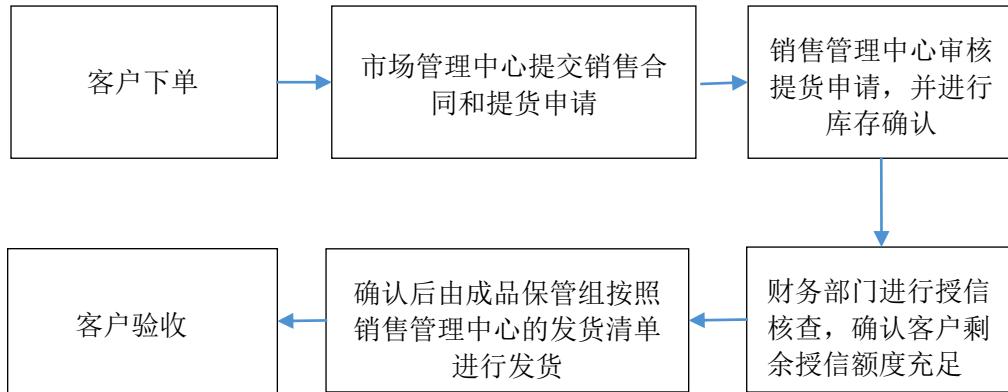 客户下单
市场管理中心提交销售合
同和提货申请
销售管理中心审核
提货申请，并进行
库存确认
财务部门进行授信
核查，确认客户剩
余授信额度充足
确认后由成品保管组按照
销售管理中心的发货清单
进行发货
客户验收